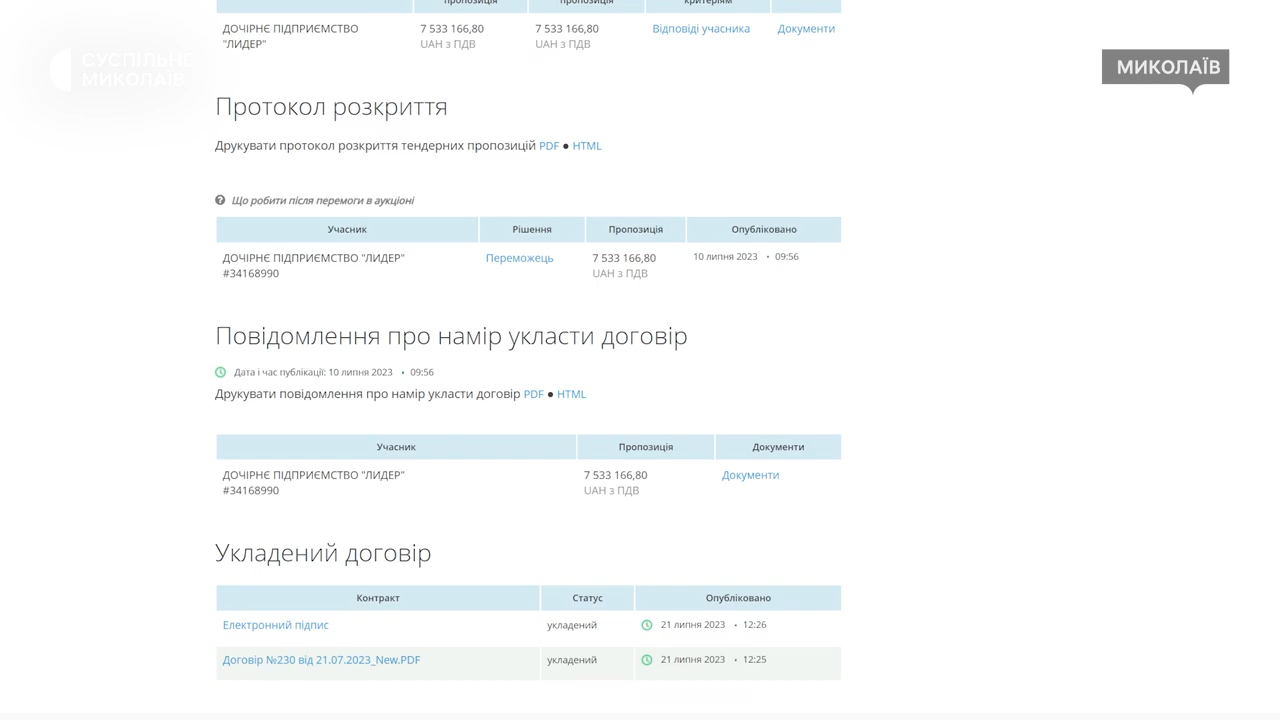 пропозиція пропозиція критеріям
ДОЧІРНЄ ПІДПРИЄМСТВО 7 533 166,80 7 533 166,80 Відповіді учасника Документи
"ЛИДЕР" UAH з ПДВ UAH з ПДВ
СУСПІЛЬНЕ
МИКОЛАЇВ
МИКОЛАЇВ
Протокол розкриття
Друкувати протокол розкриття тендерних пропозицій PDF ● HTML
Що робити після перемоги в аукціоні
Учасник Рішення Пропозиція Опубліковано
ДОЧІРНЄ ПІДПРИЄМСТВО "ЛИДЕР" Переможець 7 533 166,80 10 липня 2023 • 09:56
#34168990 UAH з ПДВ
Повідомлення про намір укласти договір
Дата і час публікації: 10 липня 2023 • 09:56
Друкувати повідомлення про намір укласти договір PDF ● HTML
Учасник Пропозиція Документи
ДОЧІРНЄ ПІДПРИЄМСТВО "ЛИДЕР" 7 533 166,80 Документи
#34168990 UAH з ПДВ
Укладений договір
Контракт Статус Опубліковано
Електронний підпис укладений 21 липня 2023 • 12:26
Договір №230 від 21.07.2023_New.PDF укладений 21 липня 2023 • 12:25